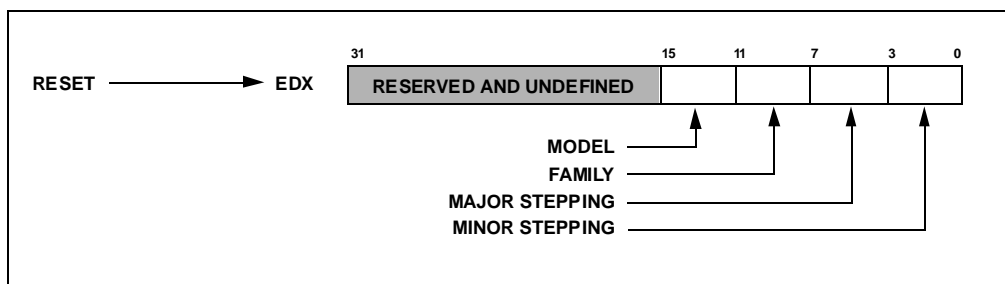 31 15 11 7 3 0
RESET EDX RESERVED AND UNDEFINED
MODEL
FAMILY
MAJOR STEPPING
MINOR STEPPING